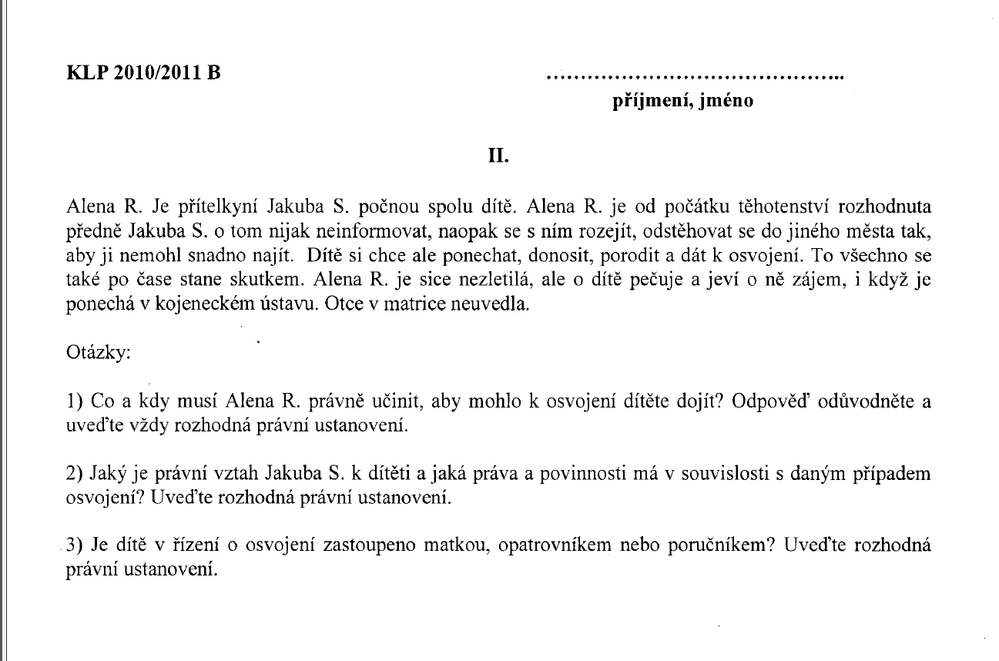 KLP 2010/2011 B
…………………………………..
příjmení, jméno
II.
Alena R. Je přítelkyní Jakuba S. počnou spolu dítě. Alena R. je od počátku těhotenství rozhodnuta
předně Jakuba S. o tom nijak neinformovat, naopak se s ním rozejít, odstěhovat se do jiného města tak,
aby ji nemohl snadno najít. Dítě si chce ale ponechat, donosit, porodit a dát k osvojení. To všechno se
také po čase stane skutkem. Alena R. je sice nezletilá, ale o dítě pečuje a jeví o ně zájem, i když je
ponechá v kojeneckém ústavu. Otce v matrice neuvedla.
Otázky:
1) Co a kdy musí Alena R. právně učinit, aby mohlo k osvojení dítěte dojít? Odpověď odůvodněte a
uveďte vždy rozhodná právní ustanovení.
2) Jaký je právní vztah Jakuba S. k dítěti a jaká práva a povinnosti má v souvislosti s daným případem
osvojení? Uveďte rozhodná právní ustanovení.
3) Je dítě v řízení o osvojení zastoupeno matkou, opatrovníkem nebo poručníkem? Uveďte rozhodná
právní ustanovení.